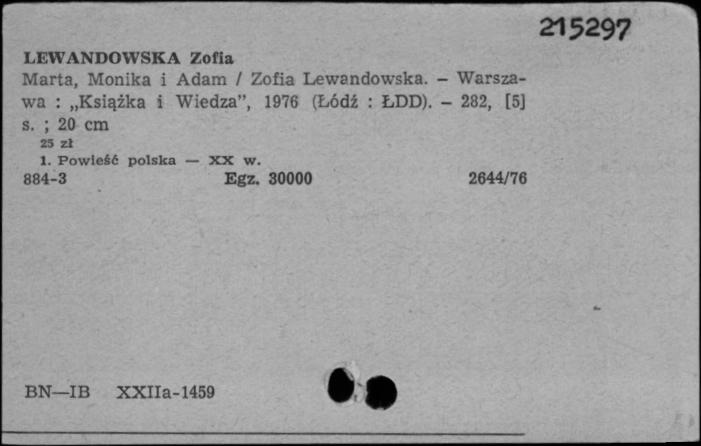 215297
LEWANDOWSKA Zofia
Marta, Monika i Adam / Zofia Lewandowska. – Warsza-
wa : „Książka i Wiedza”, 1976 (Łódź : ŁDD). – 282, [5]
s. ; 20 cm
25 zł
1. Powieść polska — XX w.
884-3 Egz. 30000 2644/76
BN—IB XXIIa-1459